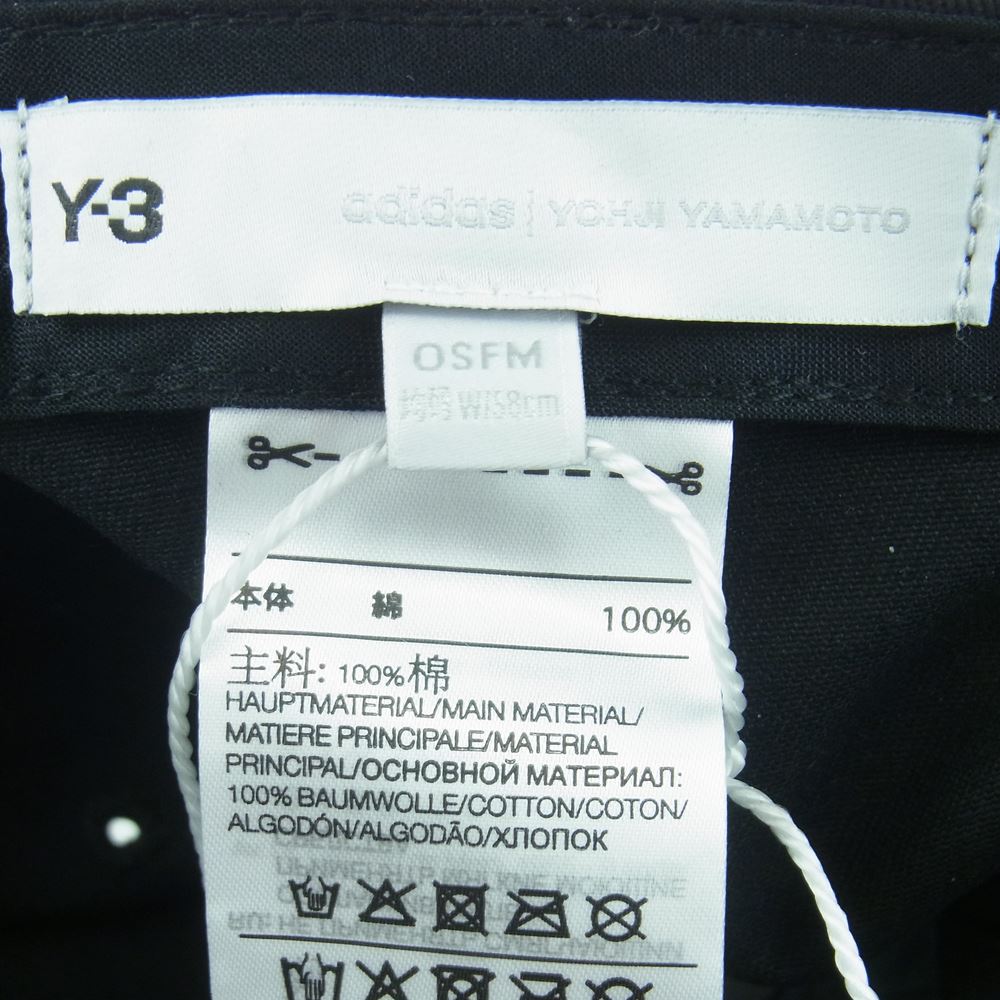 Y-3 adidas | YOHJI YAMAMOTO
OSFM
W/58cm
本体 綿 100%
主料: 100%棉
HAUPTMATERIAL/MAIN MATERIAL/
MATIERE PRINCIPALE/MATERIAL
PRINCIPAL/ОСНОВНОЙ МАТЕРИАЛ:
100% BAUMWOLLE/COTTON/COTON/
ALGODÓN/ALGODÃO/ХЛОПОК